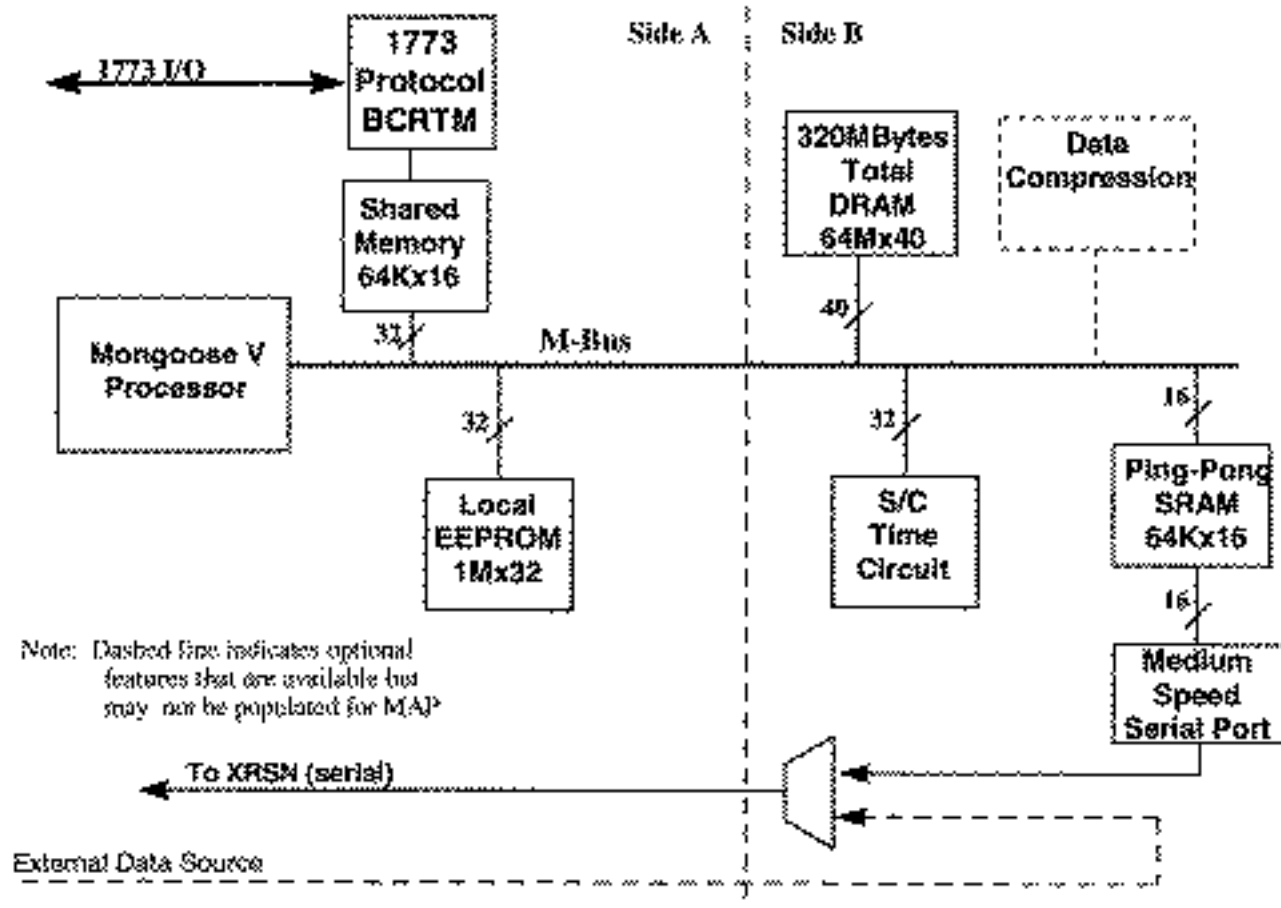 Side A
Side B
1773 I/O
1773
Protocol
BCRTM
320MBytes
Total
DRAM
64Mx40
Data
Compression
Shared
Memory
64Kx16
32
40
M-Bus
Mongoose V
Processor
32
32
16
Local
EEPROM
1Mx32
S/C
Time
Circuit
Ping-Pong
SRAM
64Kx16
16
Note: Dashed line indicates optional
features that are available but
may not be populated for MAP
Medium
Speed
Serial Port
To XRSN (serial)
External Data Source